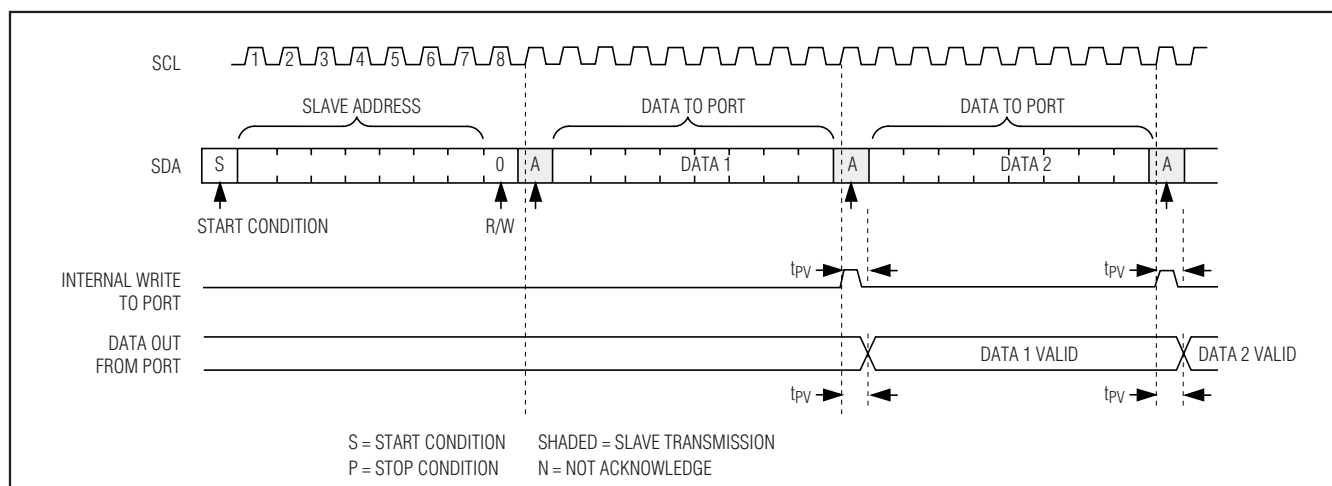 SCL 1 2 3 4 5 6 7 8
SLAVE ADDRESS DATA TO PORT DATA TO PORT
SDA S 0 A DATA 1 A DATA 2 A
START CONDITION R/W
INTERNAL WRITE
TO PORT
tPV tPV
DATA OUT
FROM PORT
DATA 1 VALID DATA 2 VALID
tPV tPV
S = START CONDITION SHADED = SLAVE TRANSMISSION
P = STOP CONDITION N = NOT ACKNOWLEDGE